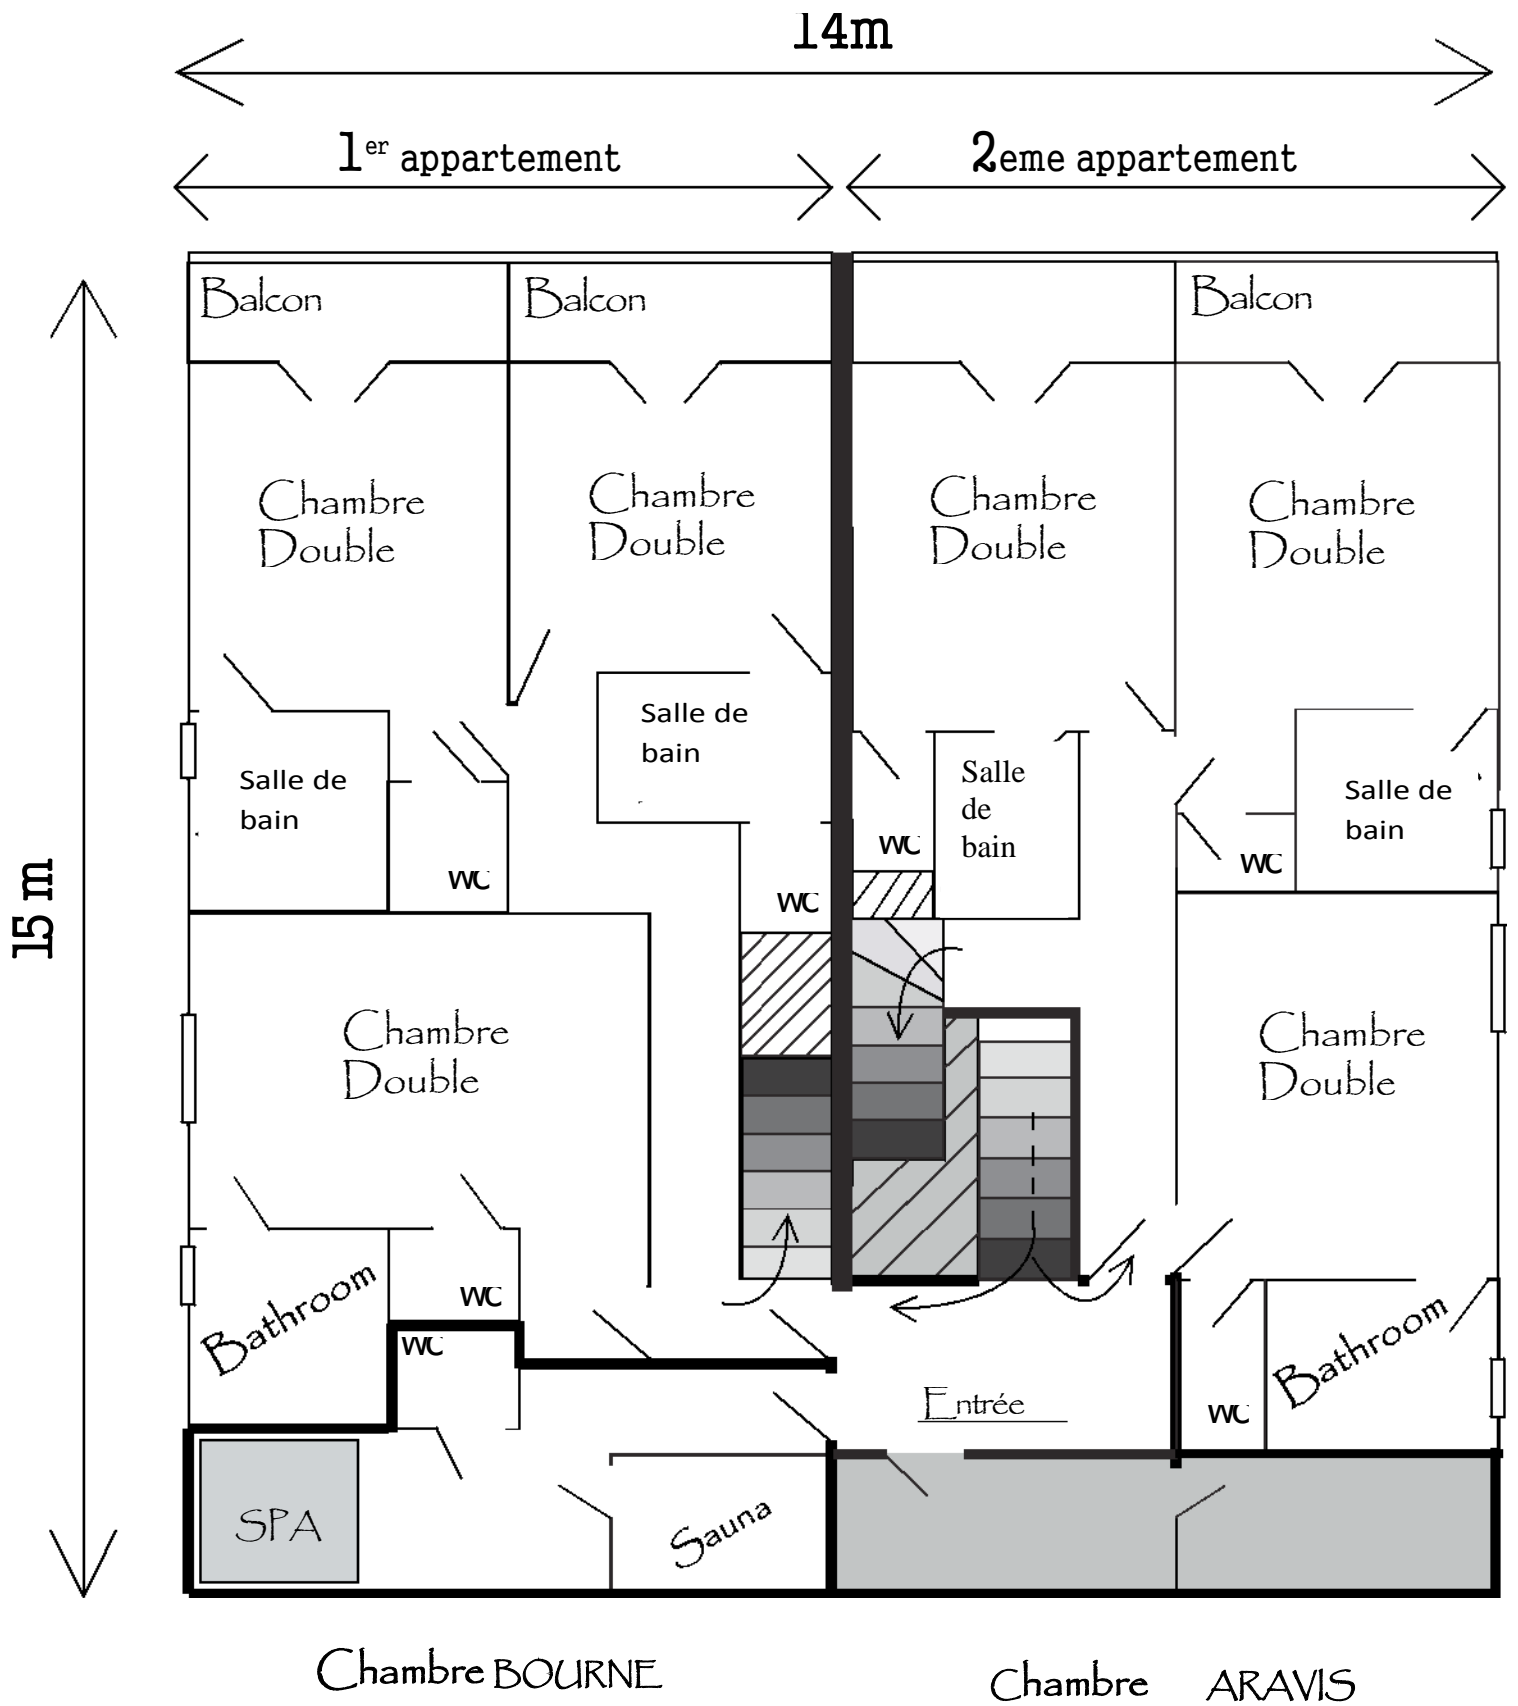 14m
1er appartement
2eme appartement
Balcon
Balcon
Balcon
Chambre
Double
Chambre
Double
Chambre
Double
Chambre
Double
Salle de
bain
Salle de
bain
Salle
de
bain
Salle de
bain
WC
WC
WC
WC
15 m
Chambre
Double
Chambre
Double
Bathroom
WC
WC
Entrée
Bathroom
WC
SPA
Sauna
Chambre BOURNE
Chambre ARAVIS